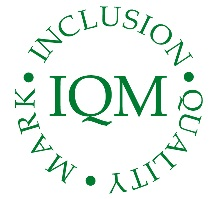 INCLUSION · QUALITY · MARK ·
IQM